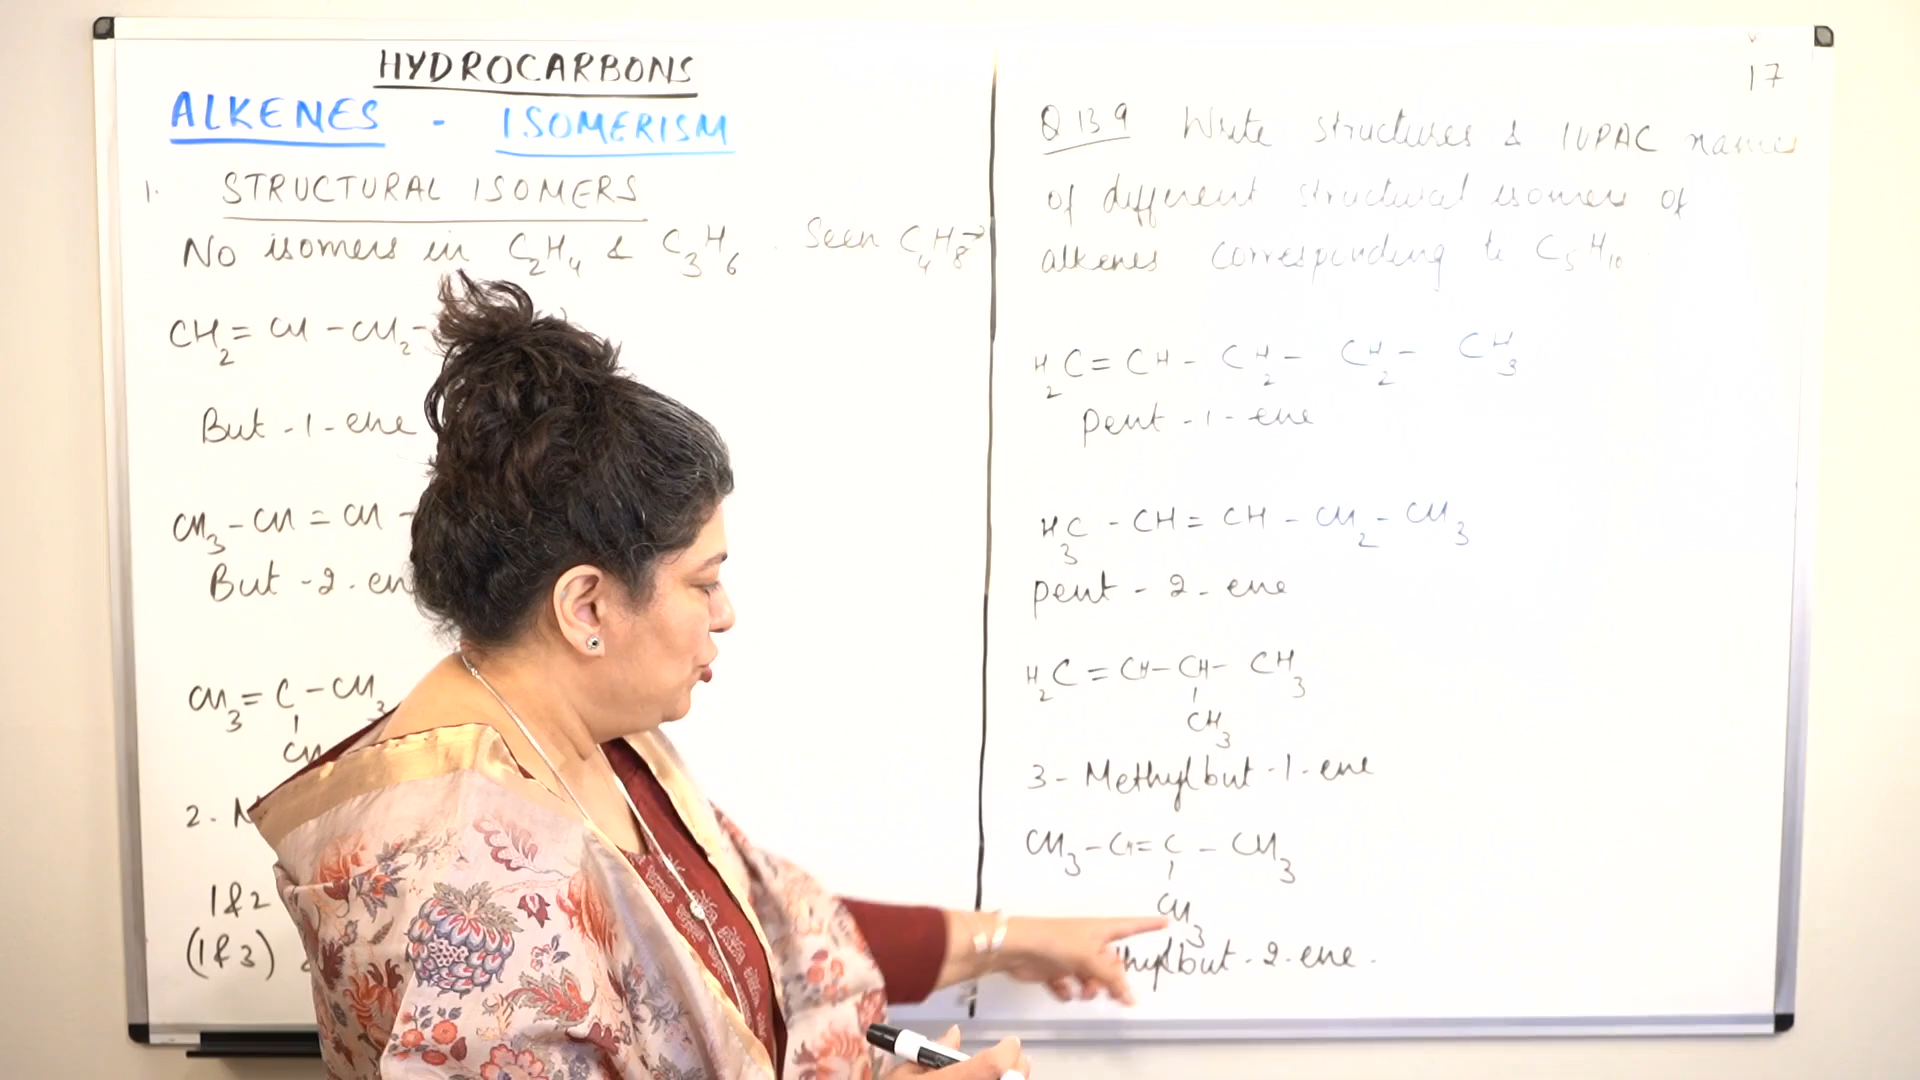 HYDROCARBONS
ALKENES - ISOMERISM
1. STRUCTURAL ISOMERS
No isomers in C2H4 & C3H6. Seen C4H8→
CH2 = CH - CH2 -
But - 1 - ene
CH3 - CH = CH -
But - 2 - en
CH3 = C - CH3
CH
2 - M
1 & 2
(1 & 3)
17
Q 13.9 Write structures & IUPAC names
of different structural isomers of
alkenes corresponding to C5H10.
H2C = CH - CH2 - CH2 - CH3
Pent - 1 - ene
H3C - CH = CH - CH2 - CH3
Pent - 2 - ene
H2C = CH - CH - CH3
CH3
3 - Methylbut - 1 - ene
CH3 - CH = C - CH3
CH3
thylbut - 2 - ene.